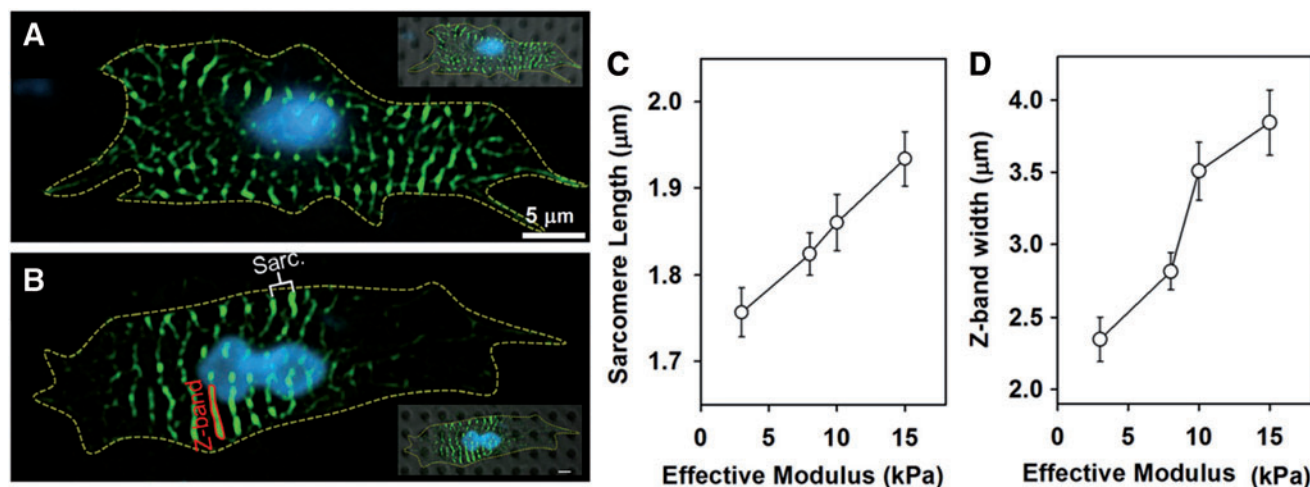 A
5 μm
B
Sarc.
Z-band
C
Sarcomere Length (μm)
2.0
1.9
1.8
1.7
0
5
10
15
Effective Modulus (kPa)
D
Z-band width (μm)
4.0
3.5
3.0
2.5
2.0
0
5
10
15
Effective Modulus (kPa)